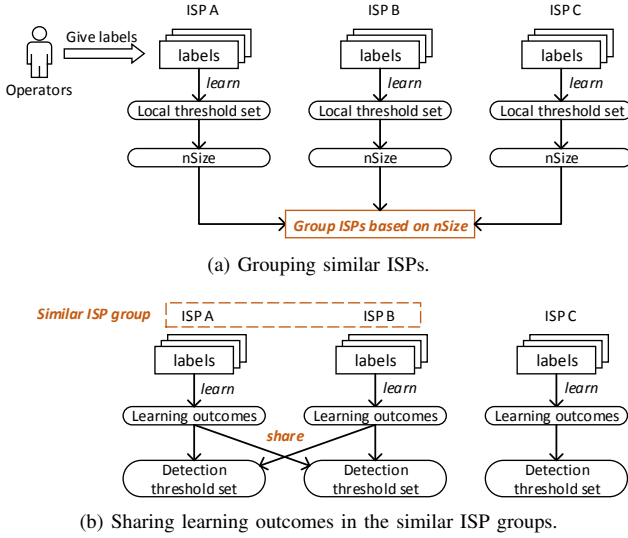 ISP A ISP B ISP C
Give labels
labels labels labels
Operators
learn learn learn
Local threshold set Local threshold set Local threshold set
nSize nSize nSize
Group ISPs based on nSize
(a) Grouping similar ISPs.
Similar ISP group ISP A ISP B ISP C
labels labels labels
learn learn learn
Learning outcomes Learning outcomes Learning outcomes
share
Detection Detection Detection
threshold set threshold set threshold set
(b) Sharing learning outcomes in the similar ISP groups.